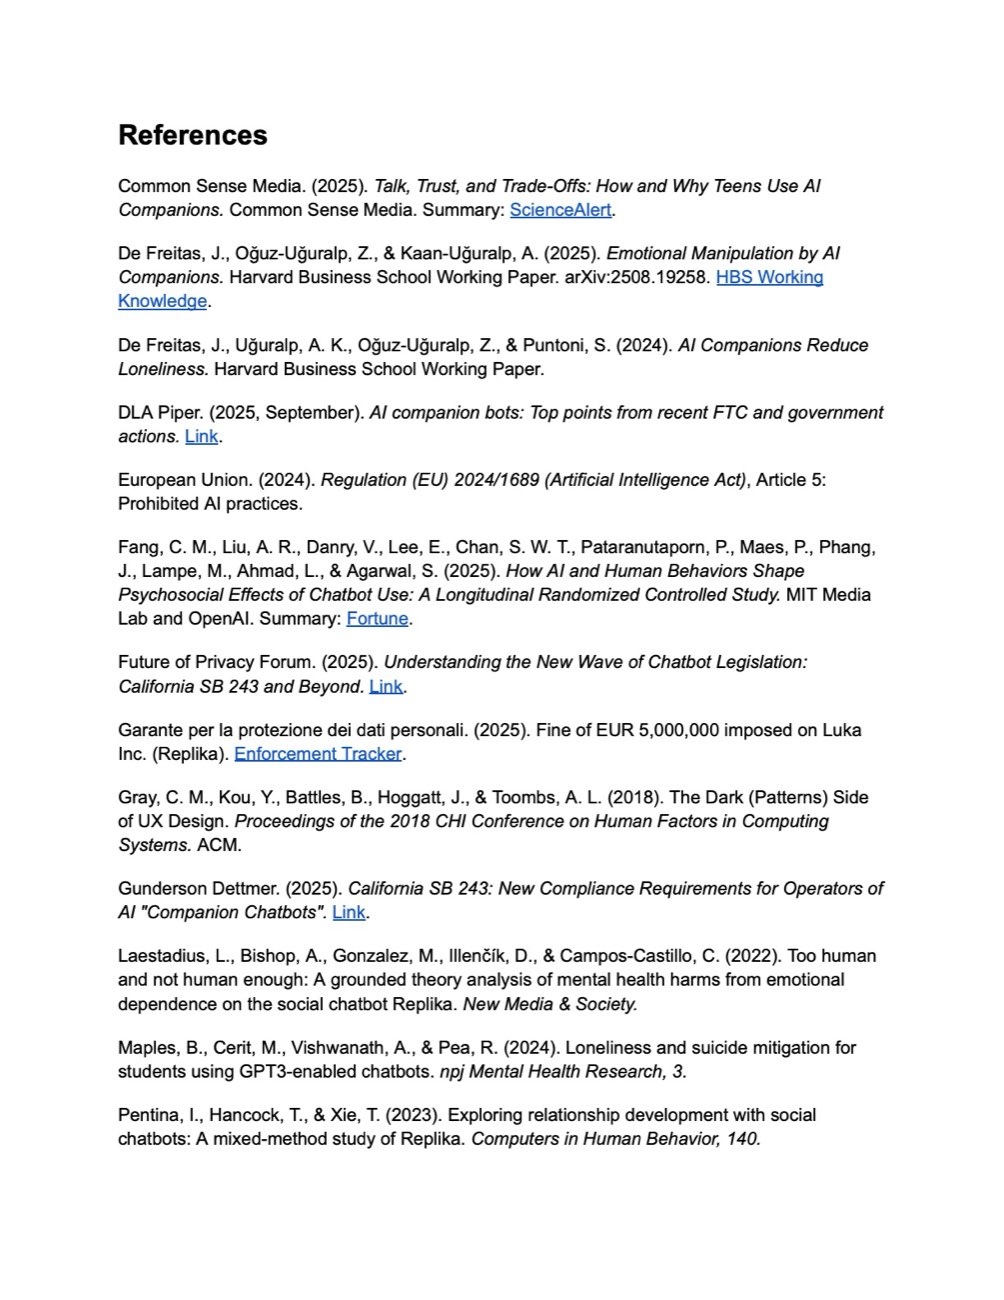 References
Common Sense Media. (2025). Talk, Trust, and Trade-Offs: How and Why Teens Use AI
Companions. Common Sense Media. Summary: ScienceAlert.
De Freitas, J., Oğuz-Uğuralp, Z., & Kaan-Uğuralp, A. (2025). Emotional Manipulation by AI
Companions. Harvard Business School Working Paper. arXiv:2508.19258. HBS Working
Knowledge.
De Freitas, J., Uğuralp, A. K., Oğuz-Uğuralp, Z., & Puntoni, S. (2024). AI Companions Reduce
Loneliness. Harvard Business School Working Paper.
DLA Piper. (2025, September). AI companion bots: Top points from recent FTC and government
actions. Link.
European Union. (2024). Regulation (EU) 2024/1689 (Artificial Intelligence Act), Article 5:
Prohibited AI practices.
Fang, C. M., Liu, A. R., Danry, V., Lee, E., Chan, S. W. T., Pataranutaporn, P., Maes, P., Phang,
J., Lampe, M., Ahmad, L., & Agarwal, S. (2025). How AI and Human Behaviors Shape
Psychosocial Effects of Chatbot Use: A Longitudinal Randomized Controlled Study. MIT Media
Lab and OpenAI. Summary: Fortune.
Future of Privacy Forum. (2025). Understanding the New Wave of Chatbot Legislation:
California SB 243 and Beyond. Link.
Garante per la protezione dei dati personali. (2025). Fine of EUR 5,000,000 imposed on Luka
Inc. (Replika). Enforcement Tracker.
Gray, C. M., Kou, Y., Battles, B., Hoggatt, J., & Toombs, A. L. (2018). The Dark (Patterns) Side
of UX Design. Proceedings of the 2018 CHI Conference on Human Factors in Computing
Systems. ACM.
Gunderson Dettmer. (2025). California SB 243: New Compliance Requirements for Operators of
AI "Companion Chatbots". Link.
Laestadius, L., Bishop, A., Gonzalez, M., Illenčík, D., & Campos-Castillo, C. (2022). Too human
and not human enough: A grounded theory analysis of mental health harms from emotional
dependence on the social chatbot Replika. New Media & Society.
Maples, B., Cerit, M., Vishwanath, A., & Pea, R. (2024). Loneliness and suicide mitigation for
students using GPT3-enabled chatbots. npj Mental Health Research, 3.
Pentina, I., Hancock, T., & Xie, T. (2023). Exploring relationship development with social
chatbots: A mixed-method study of Replika. Computers in Human Behavior, 140.